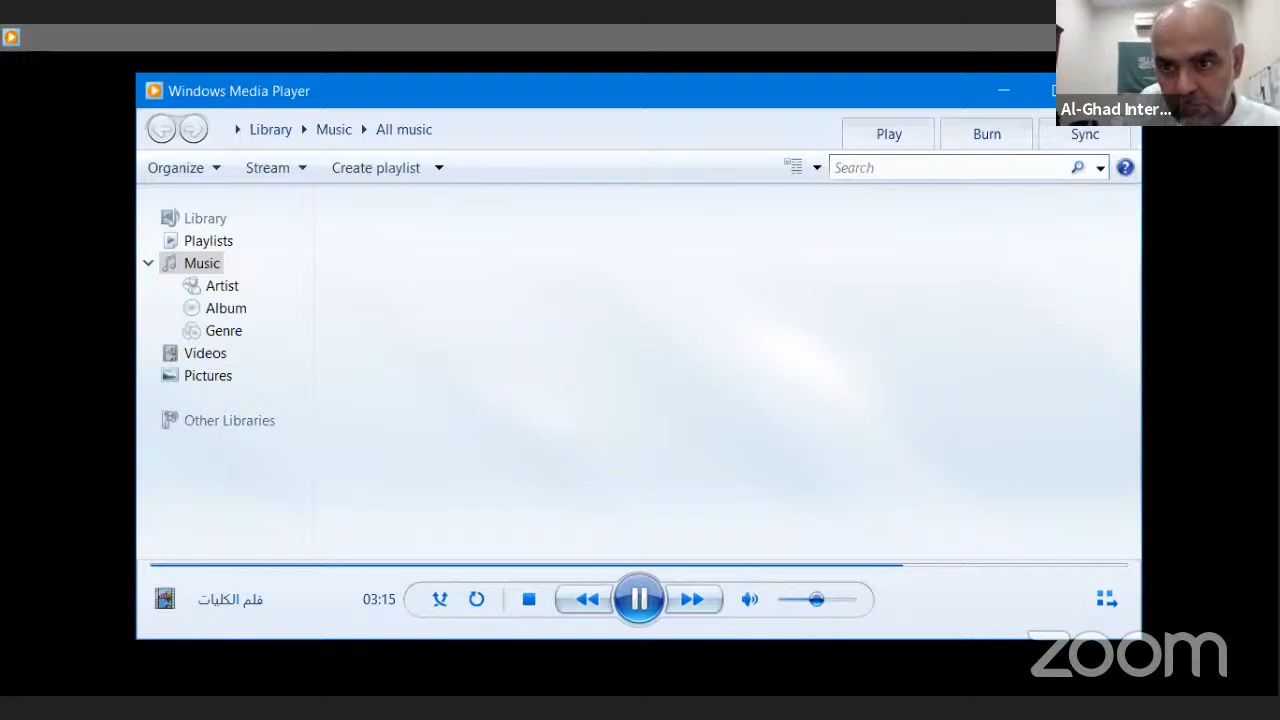 Windows Media Player
Library Music All music
Play Burn Sync
Organize Stream Create playlist Search
Library
Playlists
Music
Artist
Album
Genre
Videos
Pictures
Other Libraries
فلم الكليات 03:15
Al-Ghad Inter...
zoom